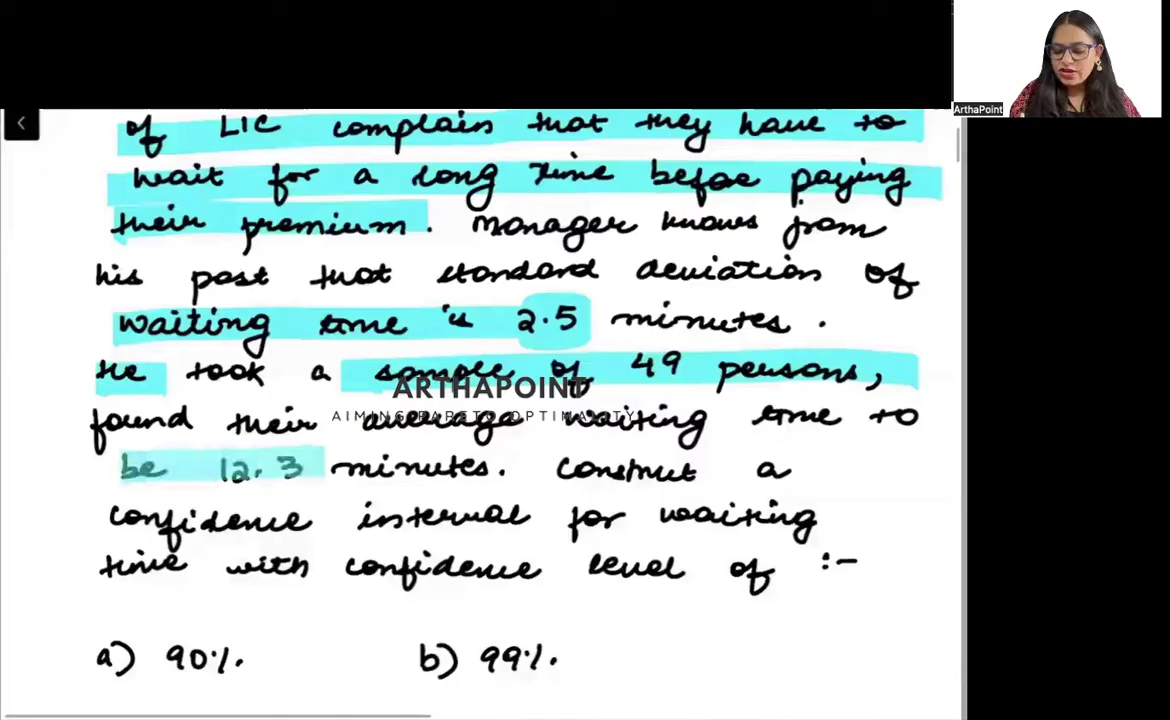 ArthaPoint
of LIC complain that they have to
wait for a long time before paying
their premium. Manager knows from
his past that standard deviation of
waiting time is 2.5 minutes.
He took a sample of 49 persons,
ARTHAPOINT
AIMING PARETO OPTIMALITY
found their average waiting time to
be 12.3 minutes. Construct a
confidence interval for waiting
time with confidence level of :-
a) 90%. b) 99%.